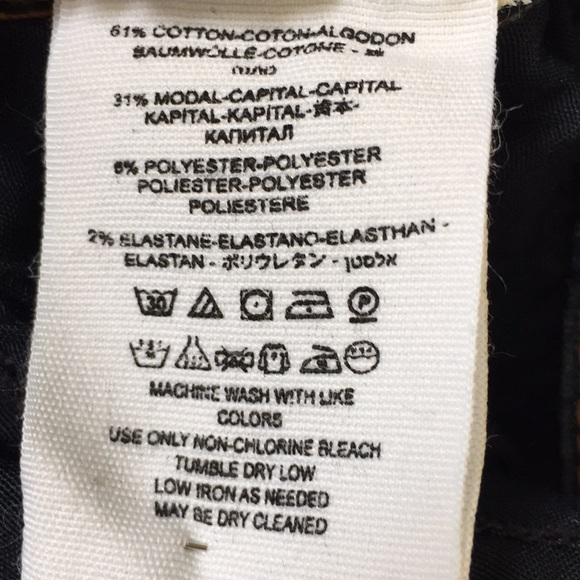 61% COTTON-COTON-ALGODON
BAUMWOLLE-COTONE - 綿
31% MODAL-CAPITAL-CAPITAL
KAPITAL-KAPITAL-資本-
КАПИТАЛ
6% POLYESTER-POLYESTER
POLIESTER-POLYESTER
POLIESTERE
2% ELASTANE-ELASTANO-ELASTHAN -
ELASTAN - ポリウレタン - אלסטן
30 P
MACHINE WASH WITH LIKE
COLORS
USE ONLY NON-CHLORINE BLEACH
TUMBLE DRY LOW
LOW IRON AS NEEDED
MAY BE DRY CLEANED